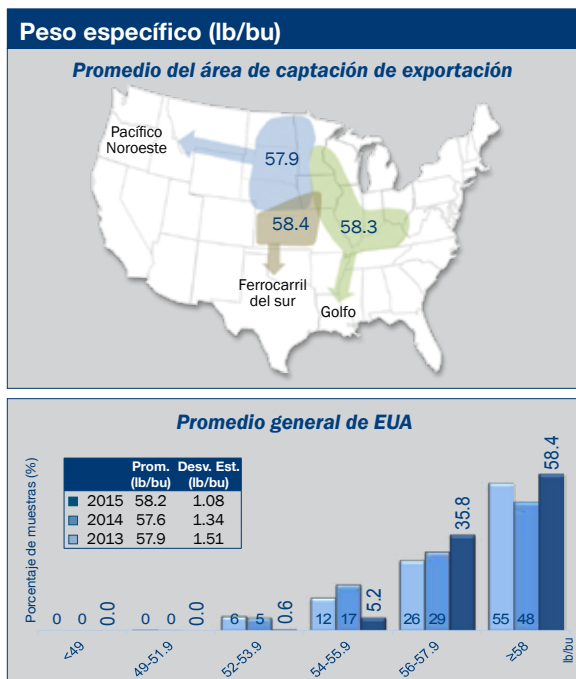 Peso específico (lb/bu)
Promedio del área de captación de exportación
Pacífico
Noroeste
57.9
58.4
58.3
Ferrocarril
del sur
Golfo
Promedio general de EUA
Porcentaje de muestras (%)
Prom. Desv. Est.
(lb/bu) (lb/bu)
2015 58.2 1.08
2014 57.6 1.34
2013 57.9 1.51
0 0 0.0
0 0 0.0
6 5 0.6
12 17 5.2
26 29 35.8
55 48 58.4
<49
49-51.9
52-53.9
54-55.9
56-57.9
≥58
lb/bu